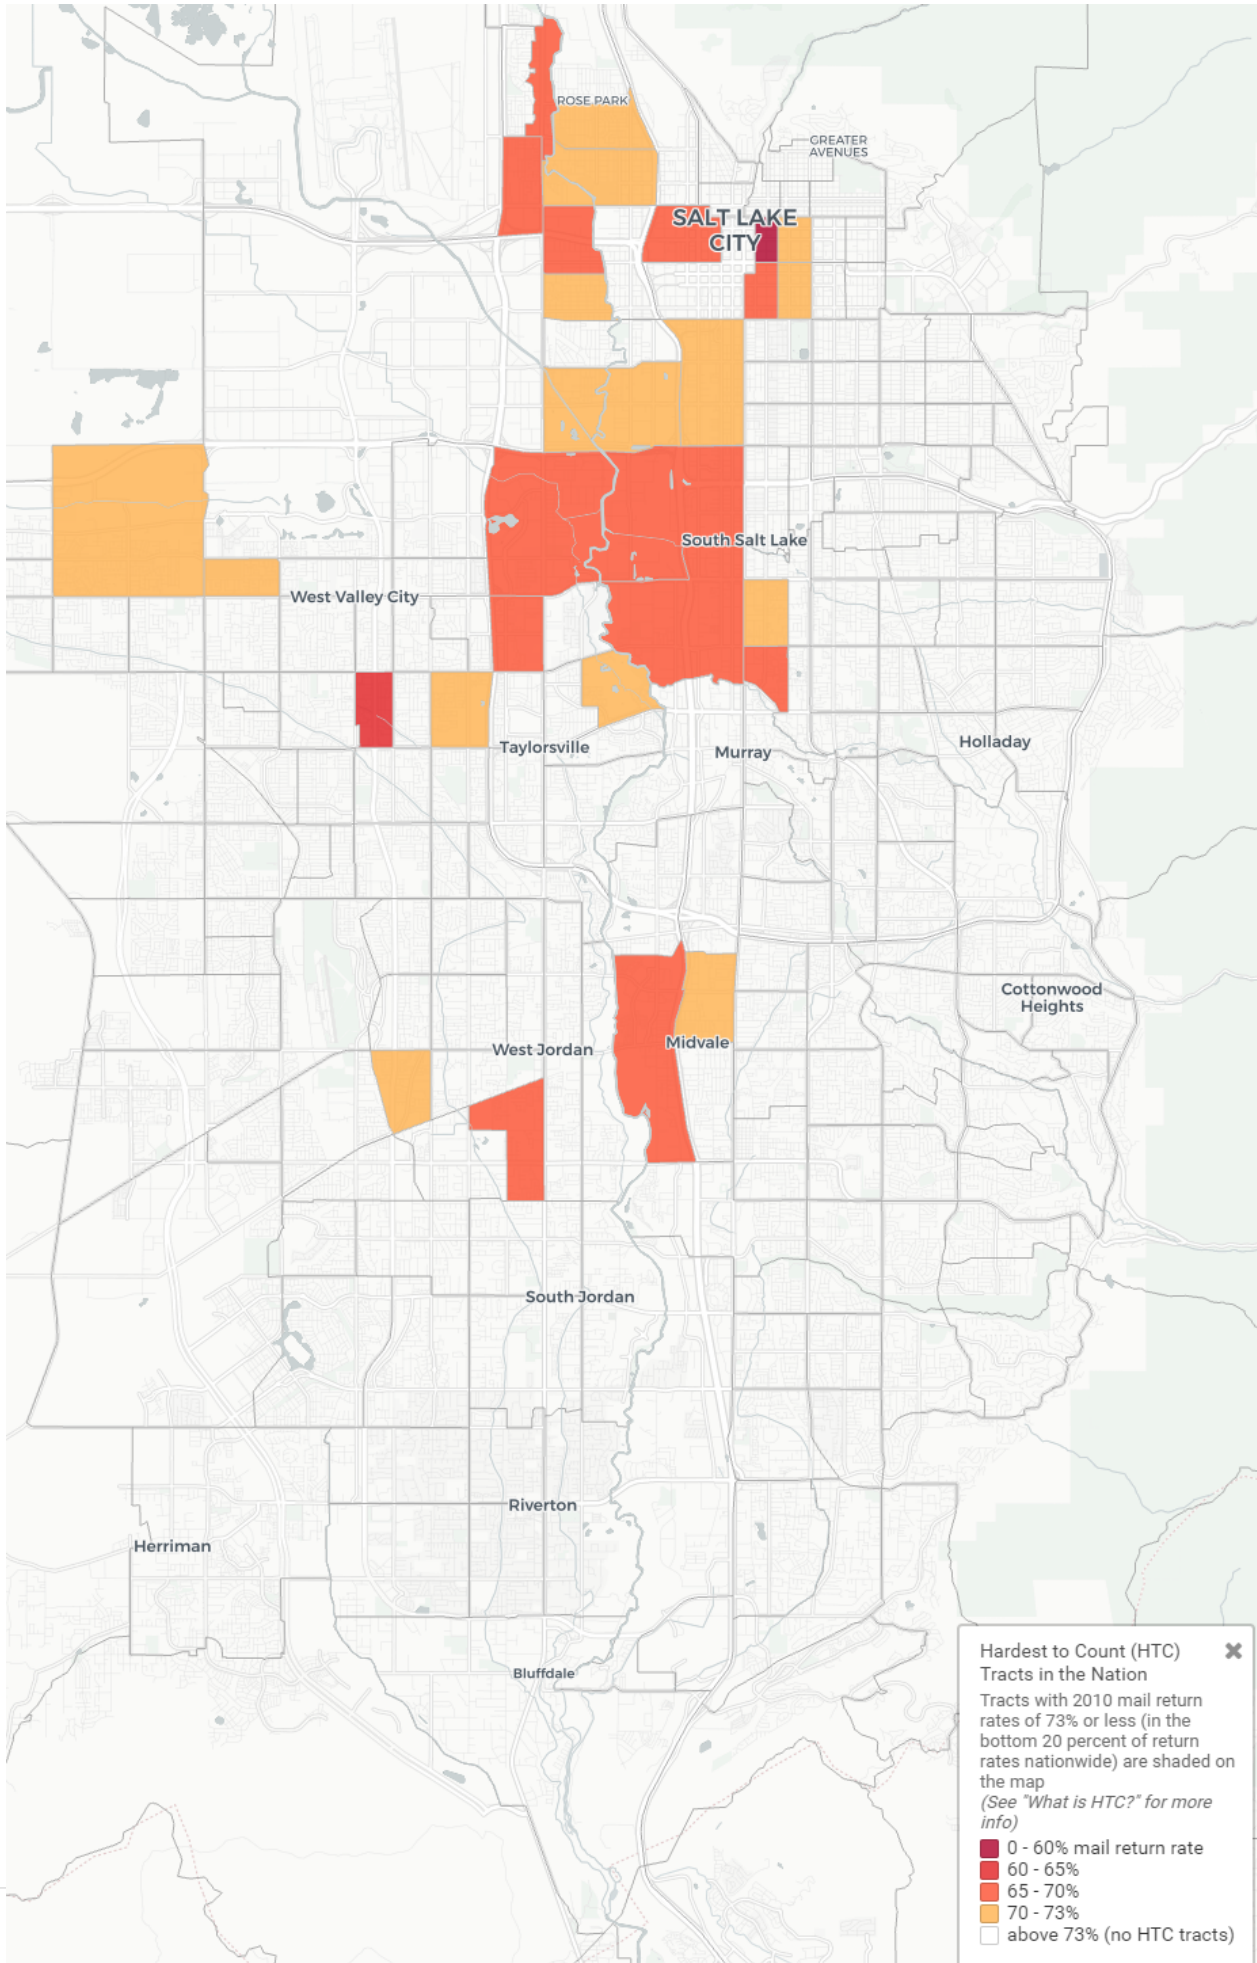 ROSE PARK
GREATER
AVENUES
SALT LAKE
CITY
South Salt Lake
West Valley City
Taylorsville
Murray
Holladay
Cottonwood
Heights
West Jordan
Midvale
South Jordan
Riverton
Herriman
Bluffdale
Hardest to Count (HTC)
Tracts in the Nation
Tracts with 2010 mail return
rates of 73% or less (in the
bottom 20 percent of return
rates nationwide) are shaded on
the map
(See "What is HTC?" for more
info)
0 - 60% mail return rate
60 - 65%
65 - 70%
70 - 73%
above 73% (no HTC tracts)